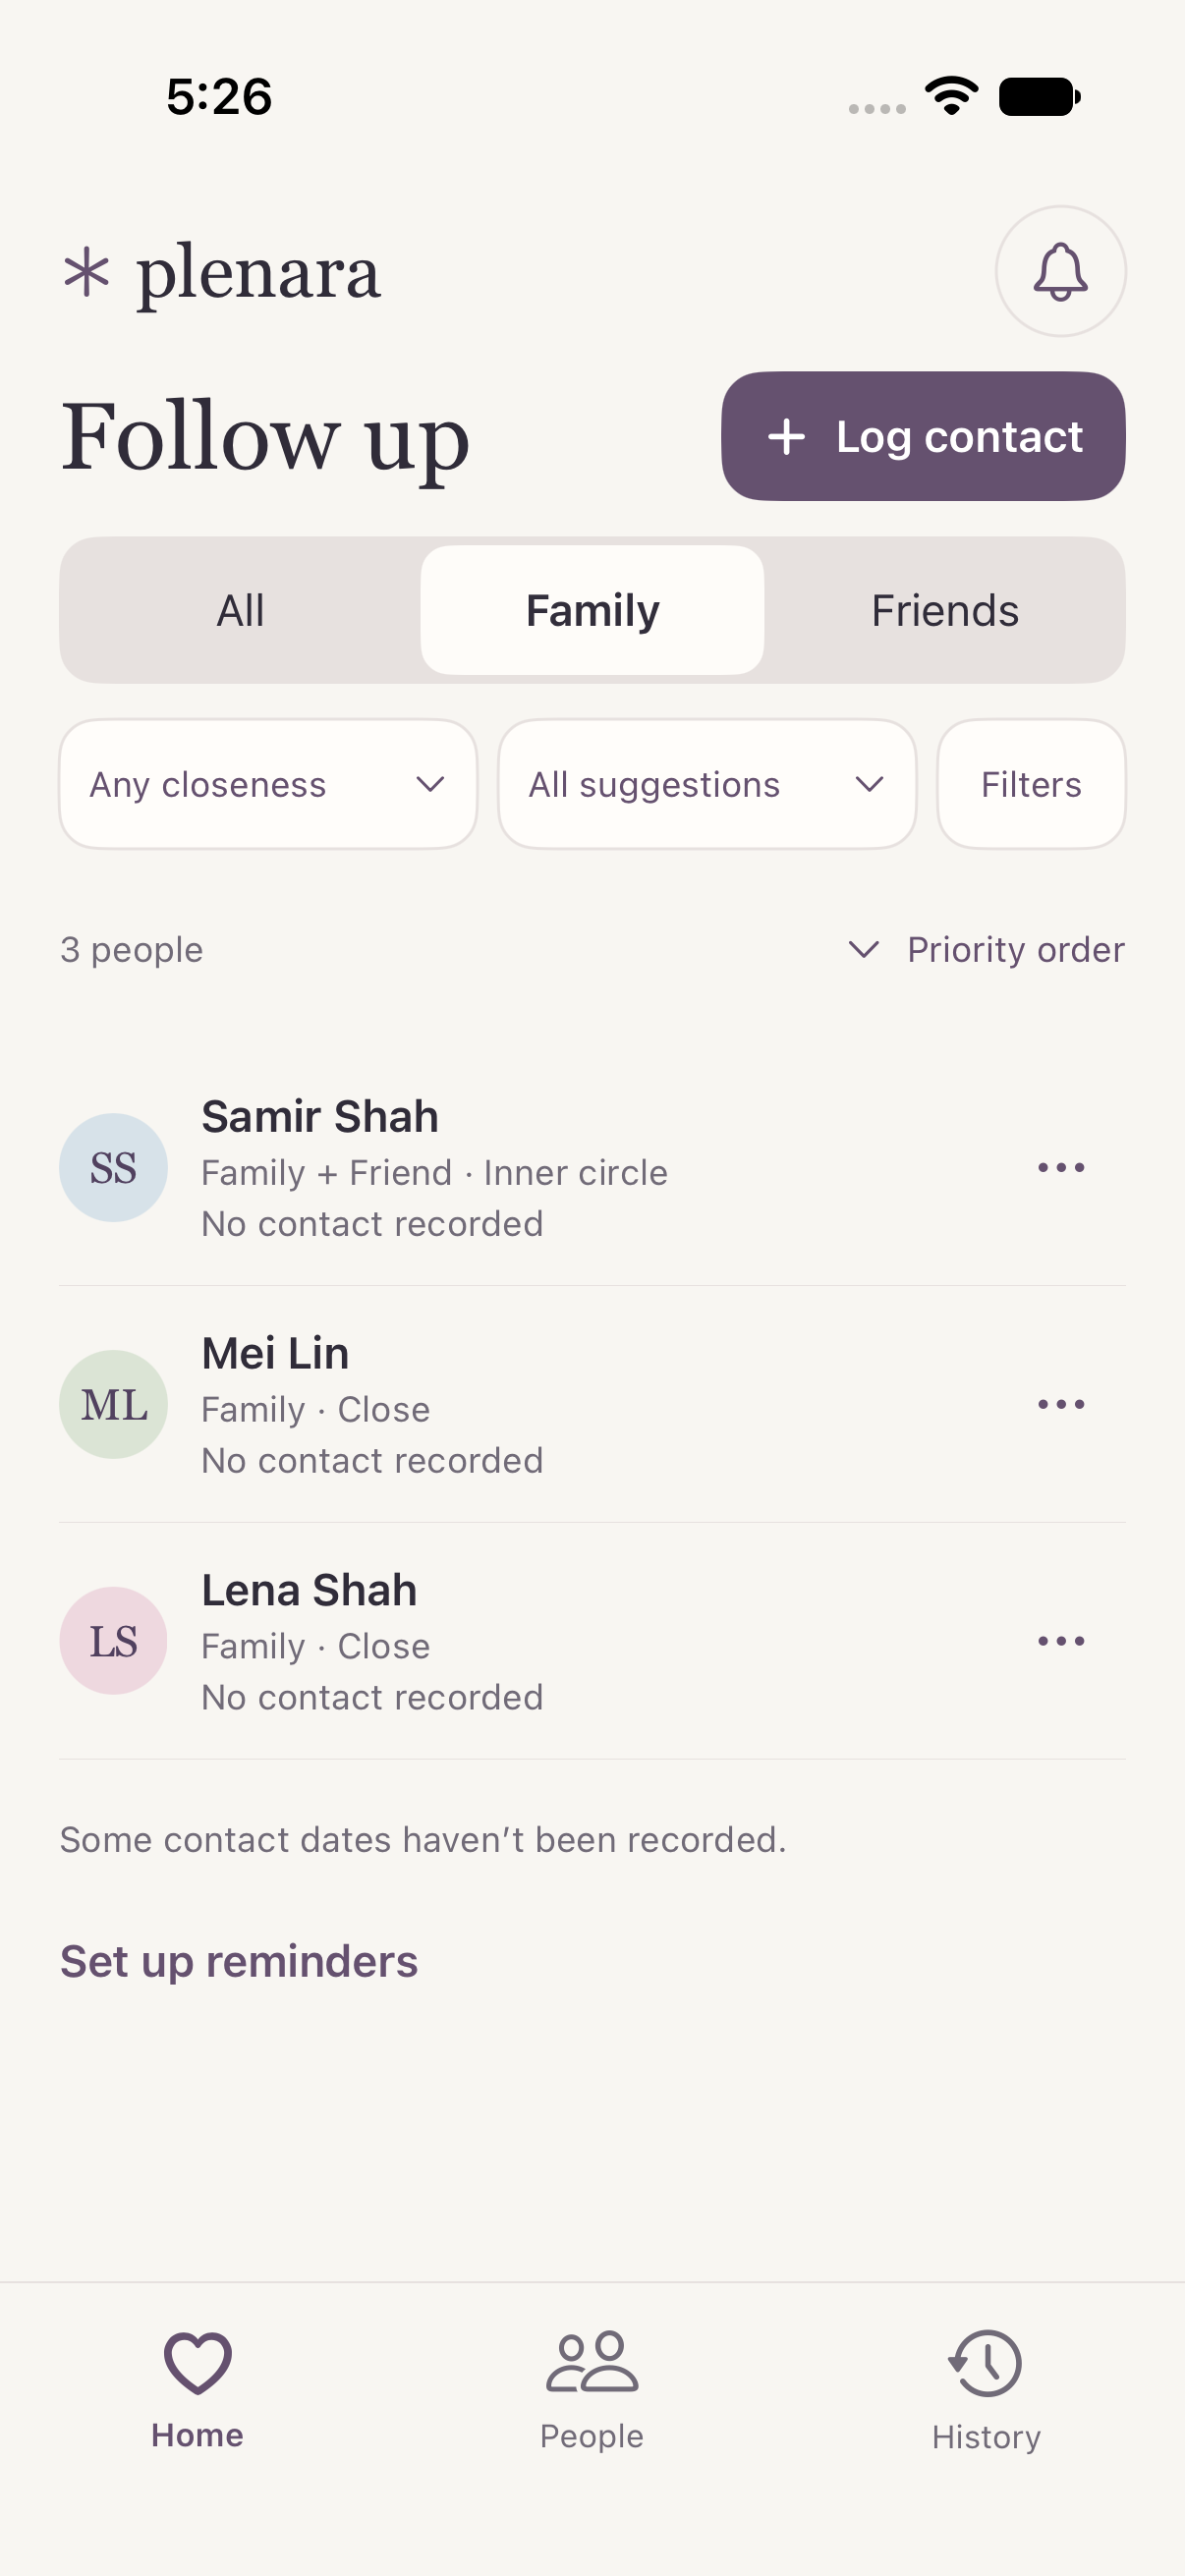 5:26
plenara
Follow up
+ Log contact
All
Family
Friends
Any closeness
All suggestions
Filters
3 people
Priority order
SS
Samir Shah
Family + Friend · Inner circle
No contact recorded
ML
Mei Lin
Family · Close
No contact recorded
LS
Lena Shah
Family · Close
No contact recorded
Some contact dates haven’t been recorded.
Set up reminders
Home
People
History